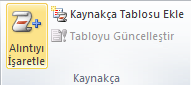 Alıntıyı
İşaretle
Kaynakça Tablosu Ekle
Tabloyu Güncelleştir
Kaynakça